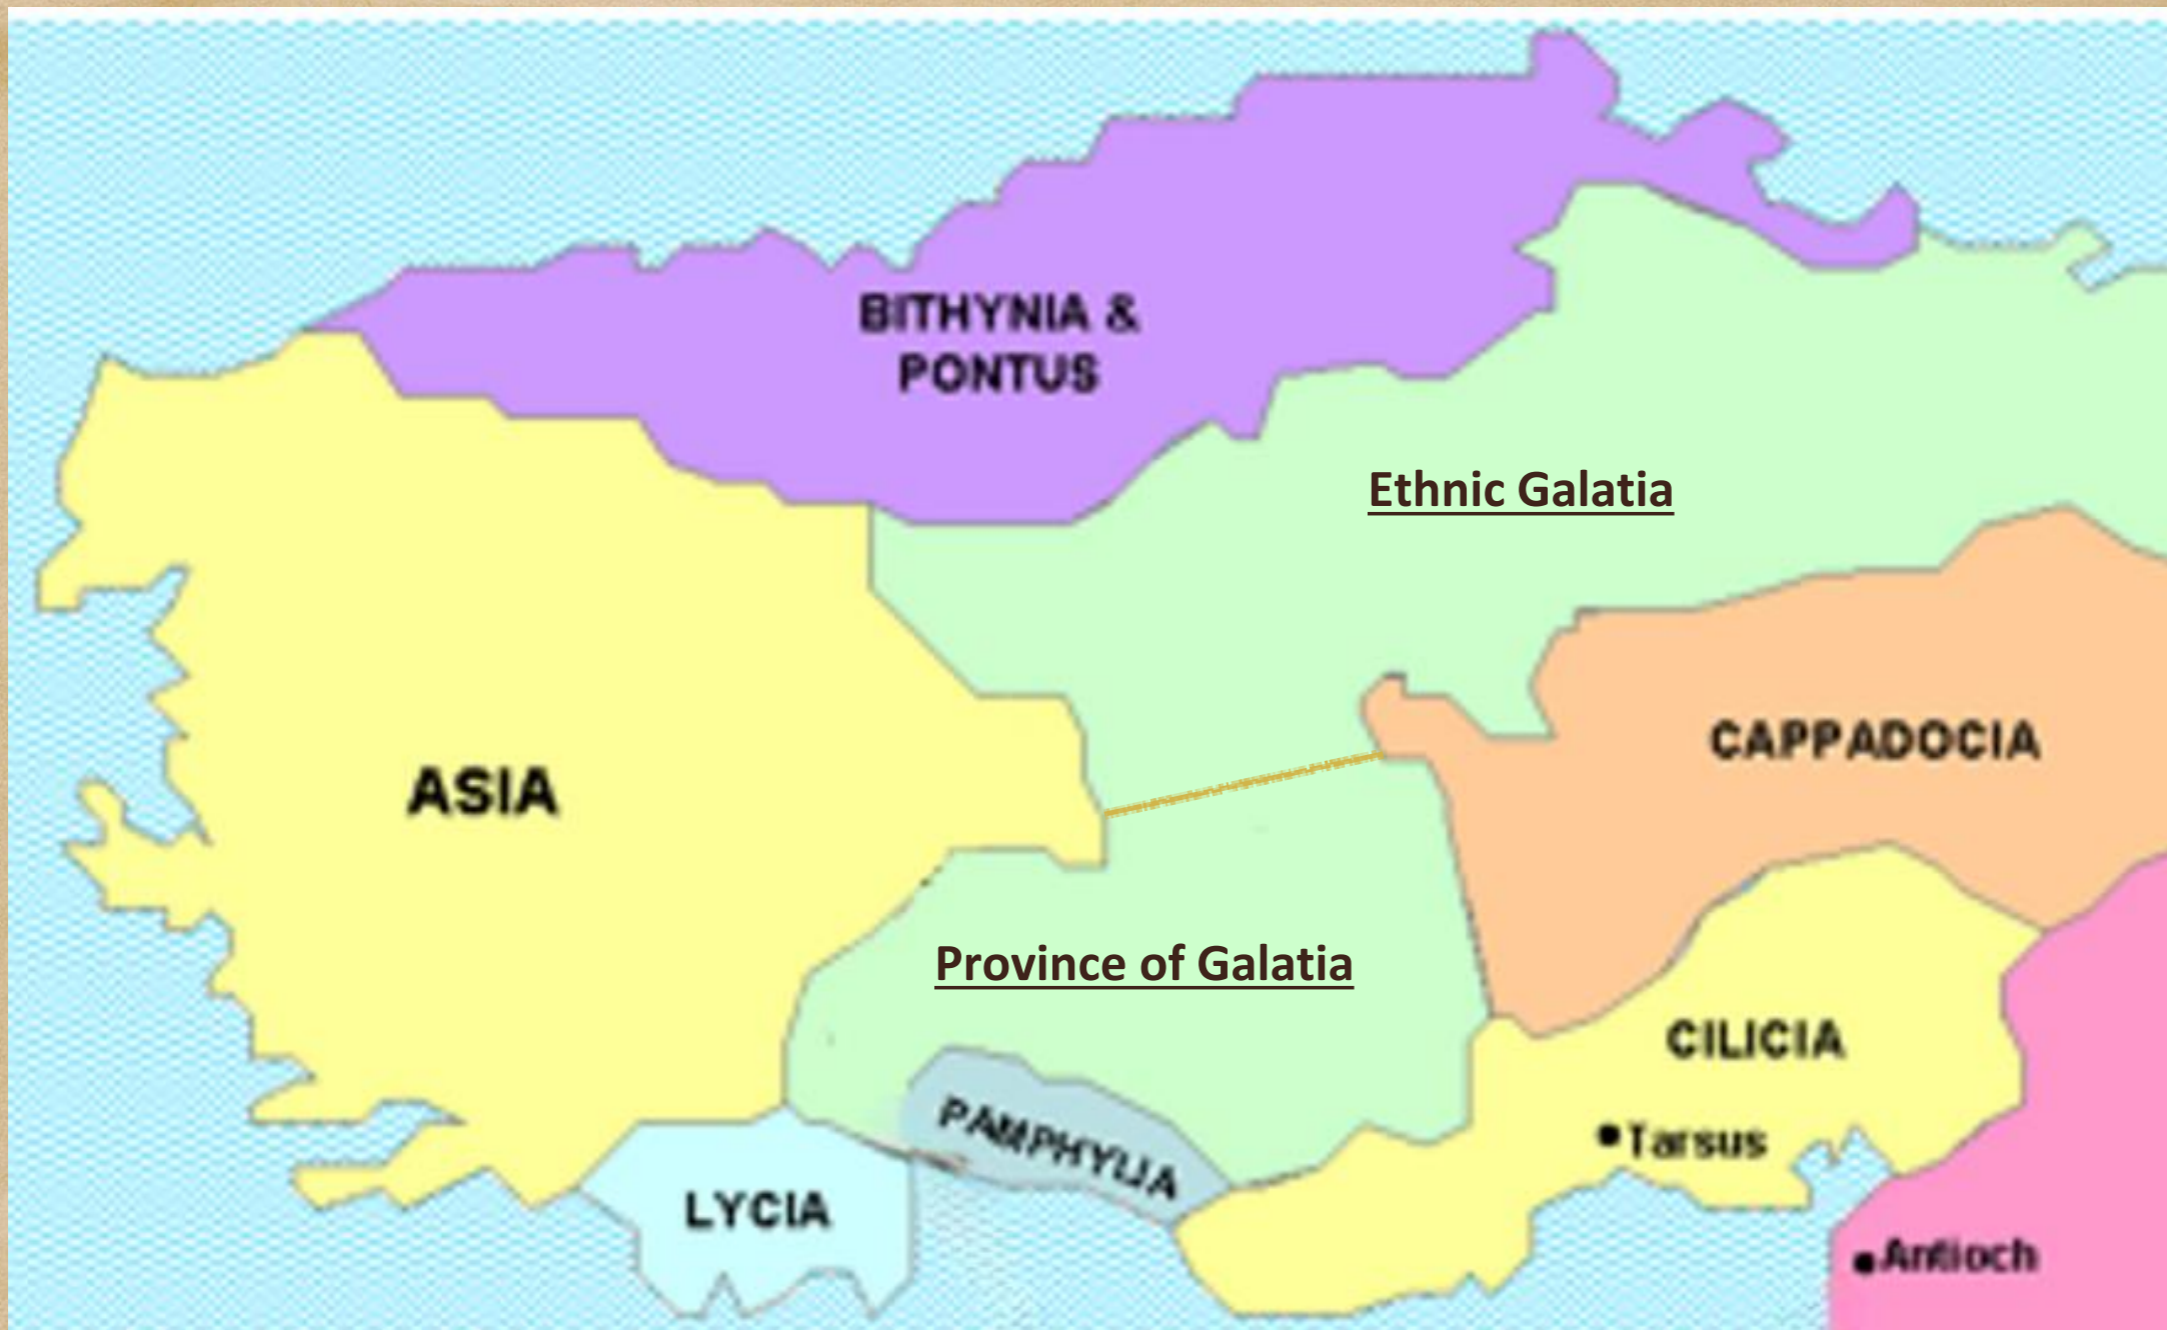 BITHYNIA &
PONTUS
Ethnic Galatia
CAPPADOCIA
ASIA
Province of Galatia
CILICIA
PAMPHYLIA
Tarsus
LYCIA
Antioch